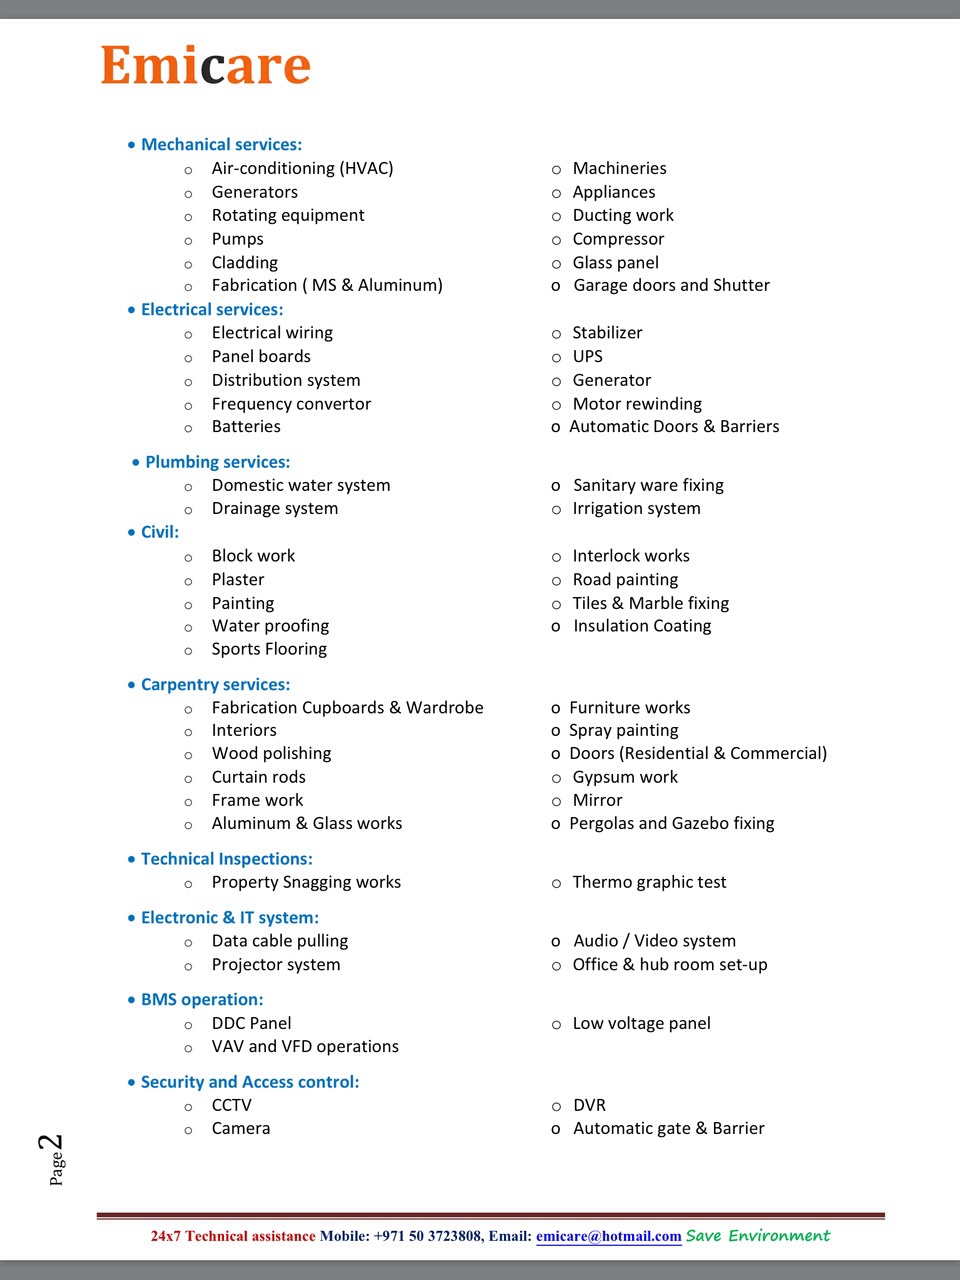 Emicare
• Mechanical services:
o Air-conditioning (HVAC) o Machineries
o Generators o Appliances
o Rotating equipment o Ducting work
o Pumps o Compressor
o Cladding o Glass panel
o Fabrication ( MS & Aluminum) o Garage doors and Shutter
• Electrical services:
o Electrical wiring o Stabilizer
o Panel boards o UPS
o Distribution system o Generator
o Frequency convertor o Motor rewinding
o Batteries o Automatic Doors & Barriers
• Plumbing services:
o Domestic water system o Sanitary ware fixing
o Drainage system o Irrigation system
• Civil:
o Block work o Interlock works
o Plaster o Road painting
o Painting o Tiles & Marble fixing
o Water proofing o Insulation Coating
o Sports Flooring
• Carpentry services:
o Fabrication Cupboards & Wardrobe o Furniture works
o Interiors o Spray painting
o Wood polishing o Doors (Residential & Commercial)
o Curtain rods o Gypsum work
o Frame work o Mirror
o Aluminum & Glass works o Pergolas and Gazebo fixing
• Technical Inspections:
o Property Snagging works o Thermo graphic test
• Electronic & IT system:
o Data cable pulling o Audio / Video system
o Projector system o Office & hub room set-up
• BMS operation:
o DDC Panel o Low voltage panel
o VAV and VFD operations
• Security and Access control:
o CCTV o DVR
o Camera o Automatic gate & Barrier
Page 2
24x7 Technical assistance Mobile: +971 50 3723808, Email: emicare@hotmail.com Save Environment